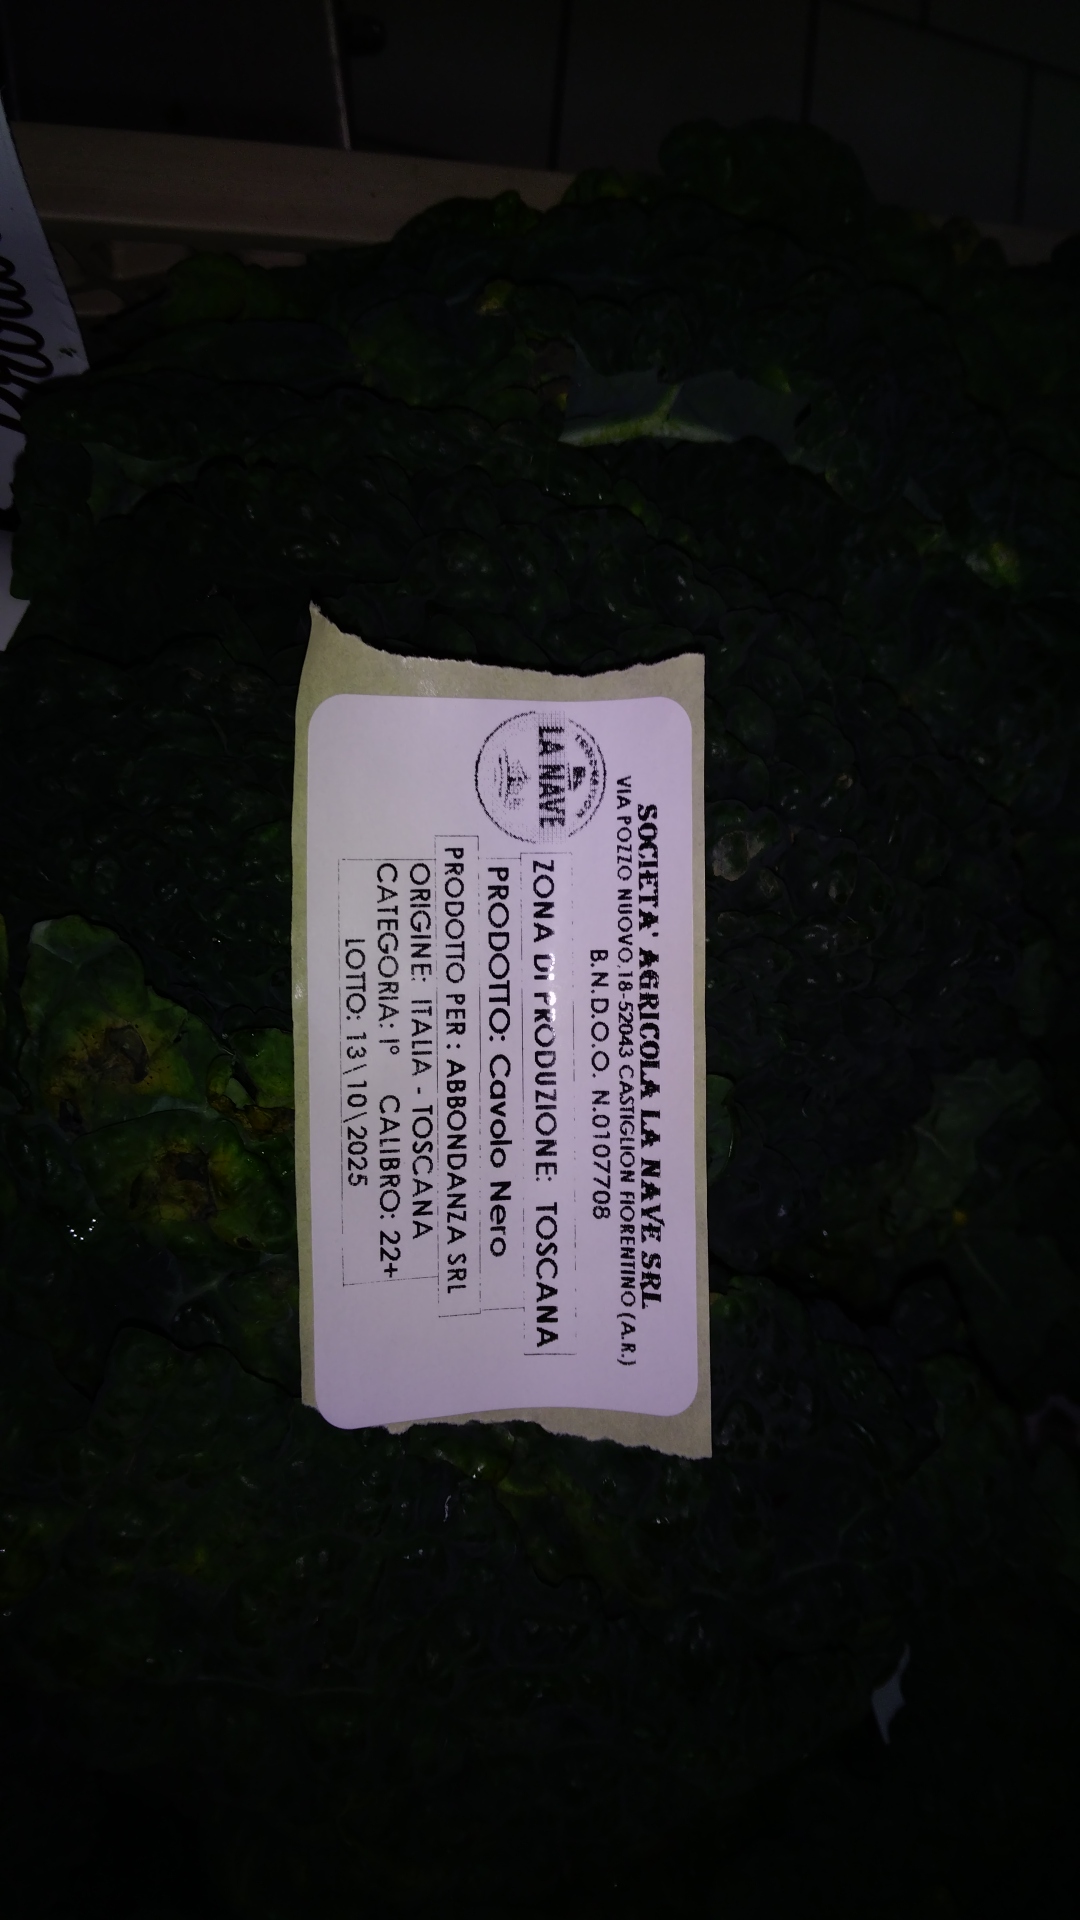 SOCIETA' AGRICOLA LA NAVE SRL
VIA POZZO NUOVO,18-52043 CASTIGLION FIORENTINO (A.R.)
B.N.D.O.O. N.0107708
LA NAVE
ZONA DI PRODUZIONE: TOSCANA
PRODOTTO: Cavolo Nero
PRODOTTO PER : ABBONDANZA SRL
ORIGINE: ITALIA - TOSCANA
CATEGORIA: I° CALIBRO: 22+
LOTTO: 13\10\2025